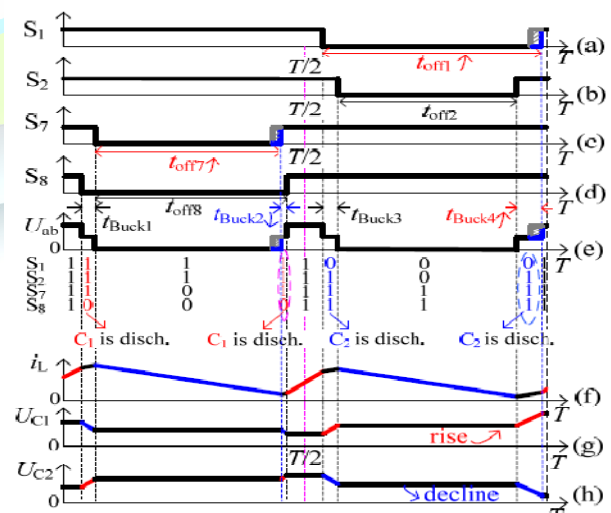 S1 (a)
T/2 toff1↗ T
S2 (b)
toff2 T
S7 (c)
toff7↗ T/2 T
S8 (d)
toff8 T
Uab tBuck1 tBuck2↓ tBuck3 tBuck4↗
0 (e)
S1 1 1 1 1 1 0 0 0 T
S2 1 1 1 1 1 1 0 1
S7 1 1 0 1 1 1 1 1
S8 1 0 0 0 1 1 1 1
C1 is disch. C1 is disch. C2 is disch. C2 is disch.
iL
0 (f)
UC1 T
0 rise (g)
UC2 T/2 T
0 decline (h)
T